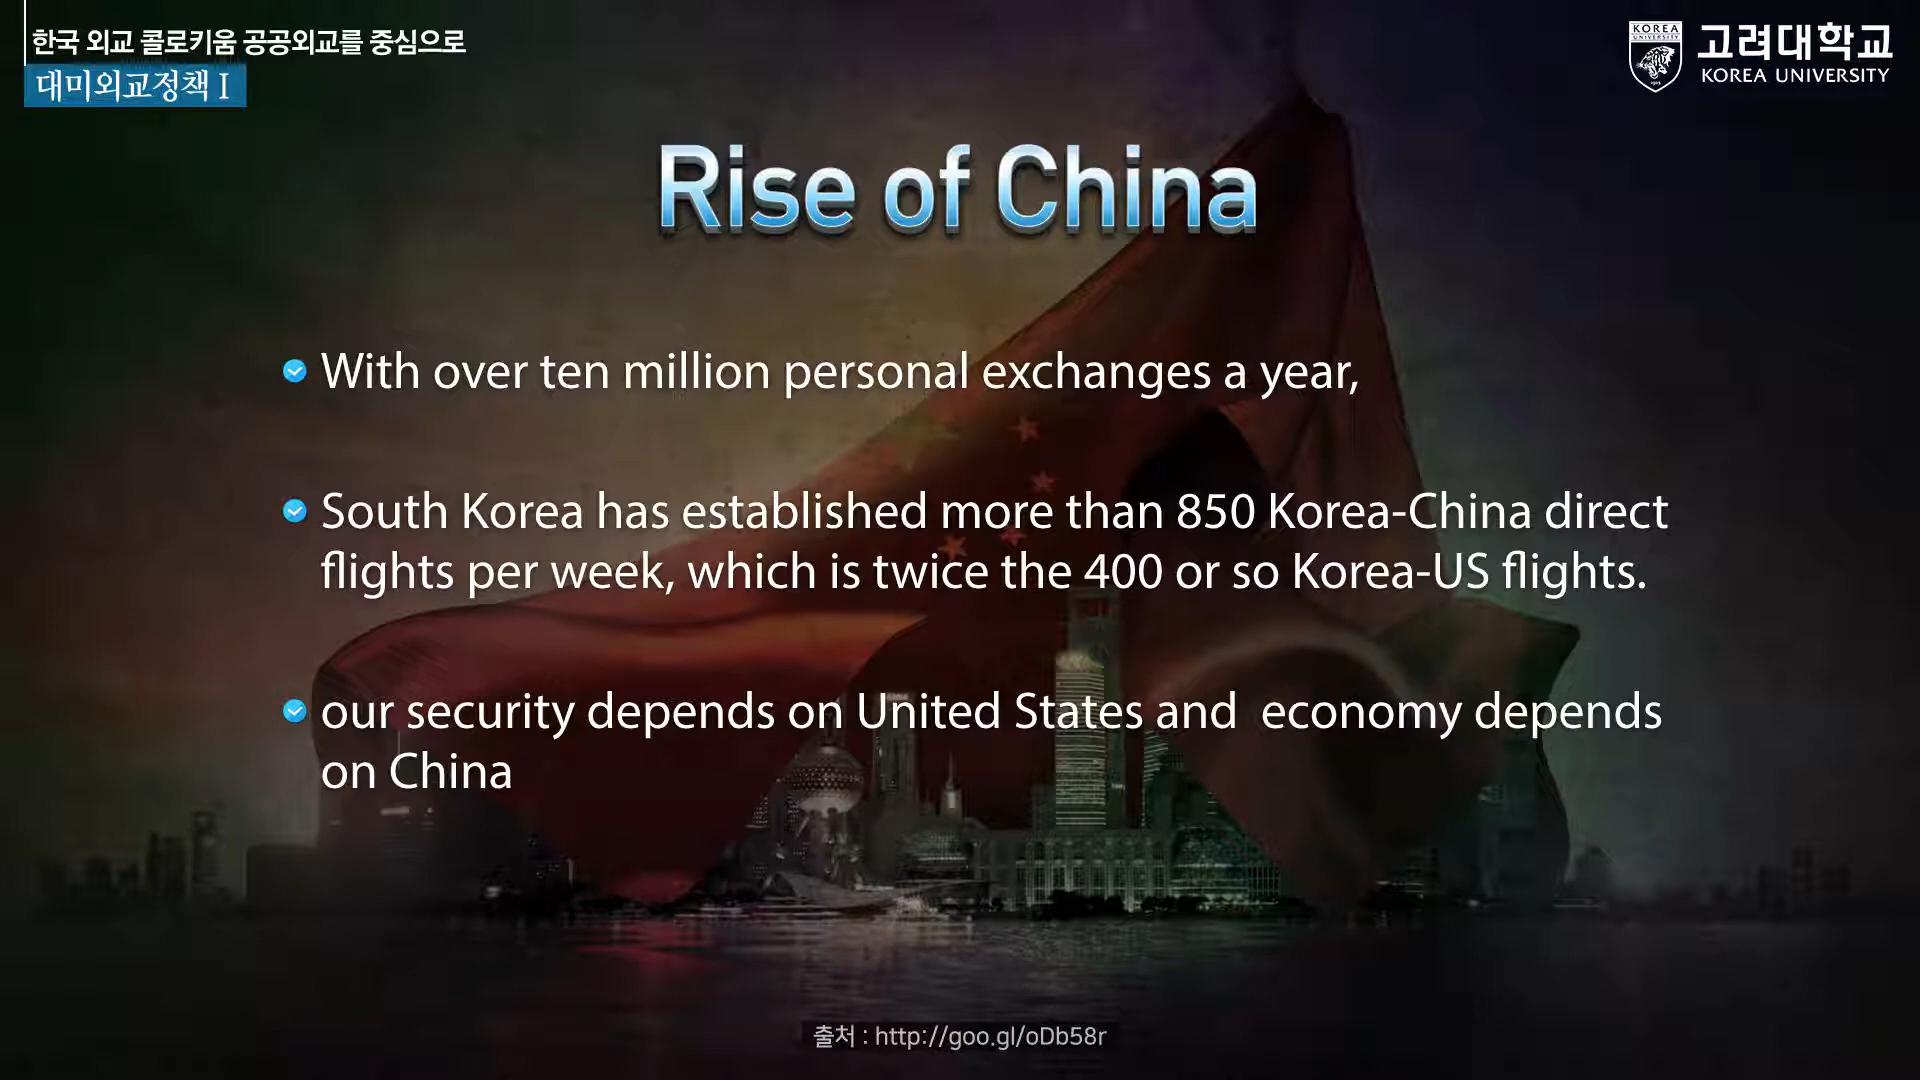 한국 외교 콜로키움 공공외교를 중심으로
대미외교정책 I
KOREA
UNIVERSITY
1905
고려대학교
KOREA UNIVERSITY
Rise of China
With over ten million personal exchanges a year,
South Korea has established more than 850 Korea-China direct
flights per week, which is twice the 400 or so Korea-US flights.
our security depends on United States and  economy depends
on China
출처 : http://goo.gl/oDb58r